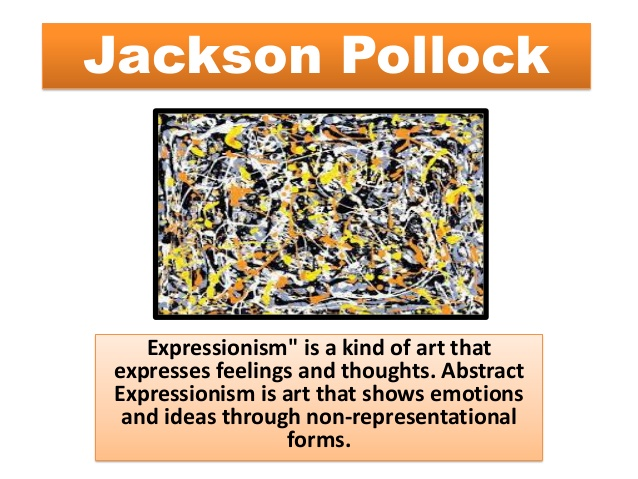 Jackson Pollock
Expressionism" is a kind of art that
expresses feelings and thoughts. Abstract
Expressionism is art that shows emotions
and ideas through non-representational
forms.